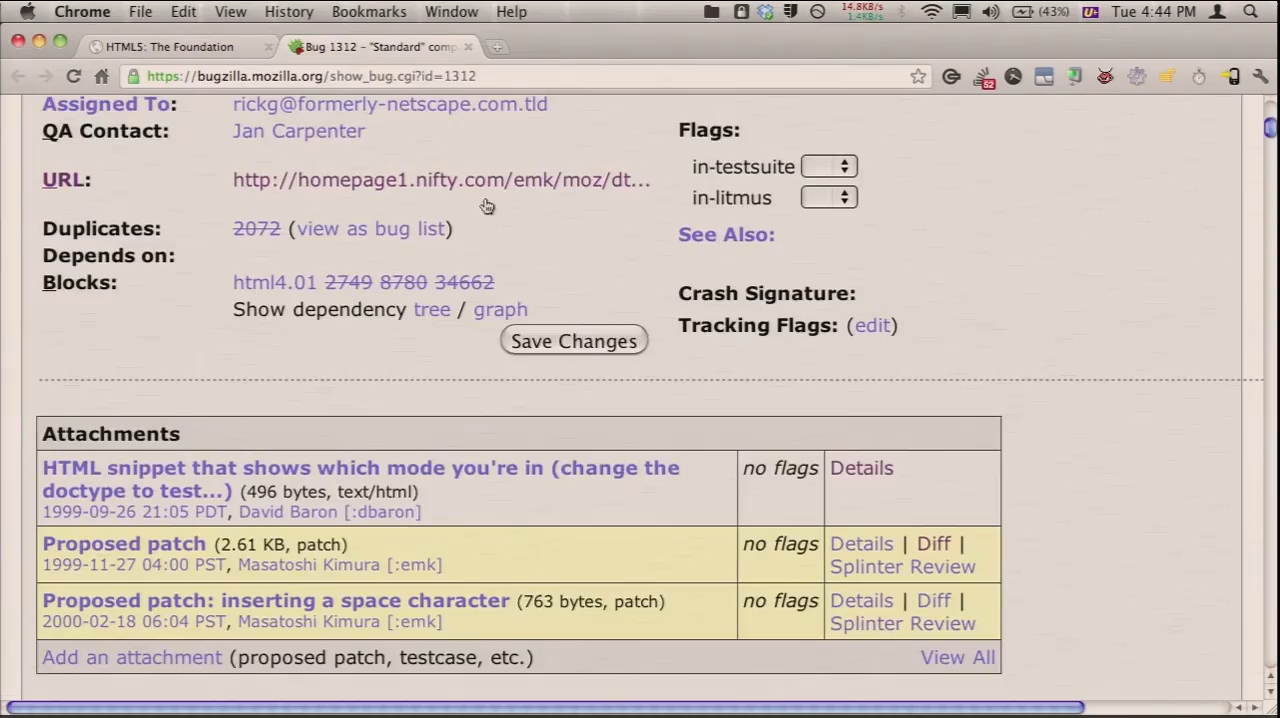 Chrome File Edit View History Bookmarks Window Help 14.8KB/s 1.4KB/s (43%) Tue 4:44 PM
HTML5: The Foundation Bug 1312 – "Standard" comp
https://bugzilla.mozilla.org/show_bug.cgi?id=1312 52
Assigned To: rickg@formerly-netscape.com.tld
QA Contact: Jan Carpenter
Flags:
in-testsuite
URL: http://homepage1.nifty.com/emk/moz/dt...
in-litmus
Duplicates: 2072 (view as bug list)
See Also:
Depends on:
Blocks: html4.01 2749 8780 34662
Crash Signature:
Show dependency tree / graph
Tracking Flags: (edit)
Save Changes
Attachments
HTML snippet that shows which mode you're in (change the
doctype to test...) (496 bytes, text/html)
1999-09-26 21:05 PDT, David Baron [:dbaron]
no flags
Details
Proposed patch (2.61 KB, patch)
1999-11-27 04:00 PST, Masatoshi Kimura [:emk]
no flags
Details | Diff |
Splinter Review
Proposed patch: inserting a space character (763 bytes, patch)
2000-02-18 06:04 PST, Masatoshi Kimura [:emk]
no flags
Details | Diff |
Splinter Review
Add an attachment (proposed patch, testcase, etc.) View All